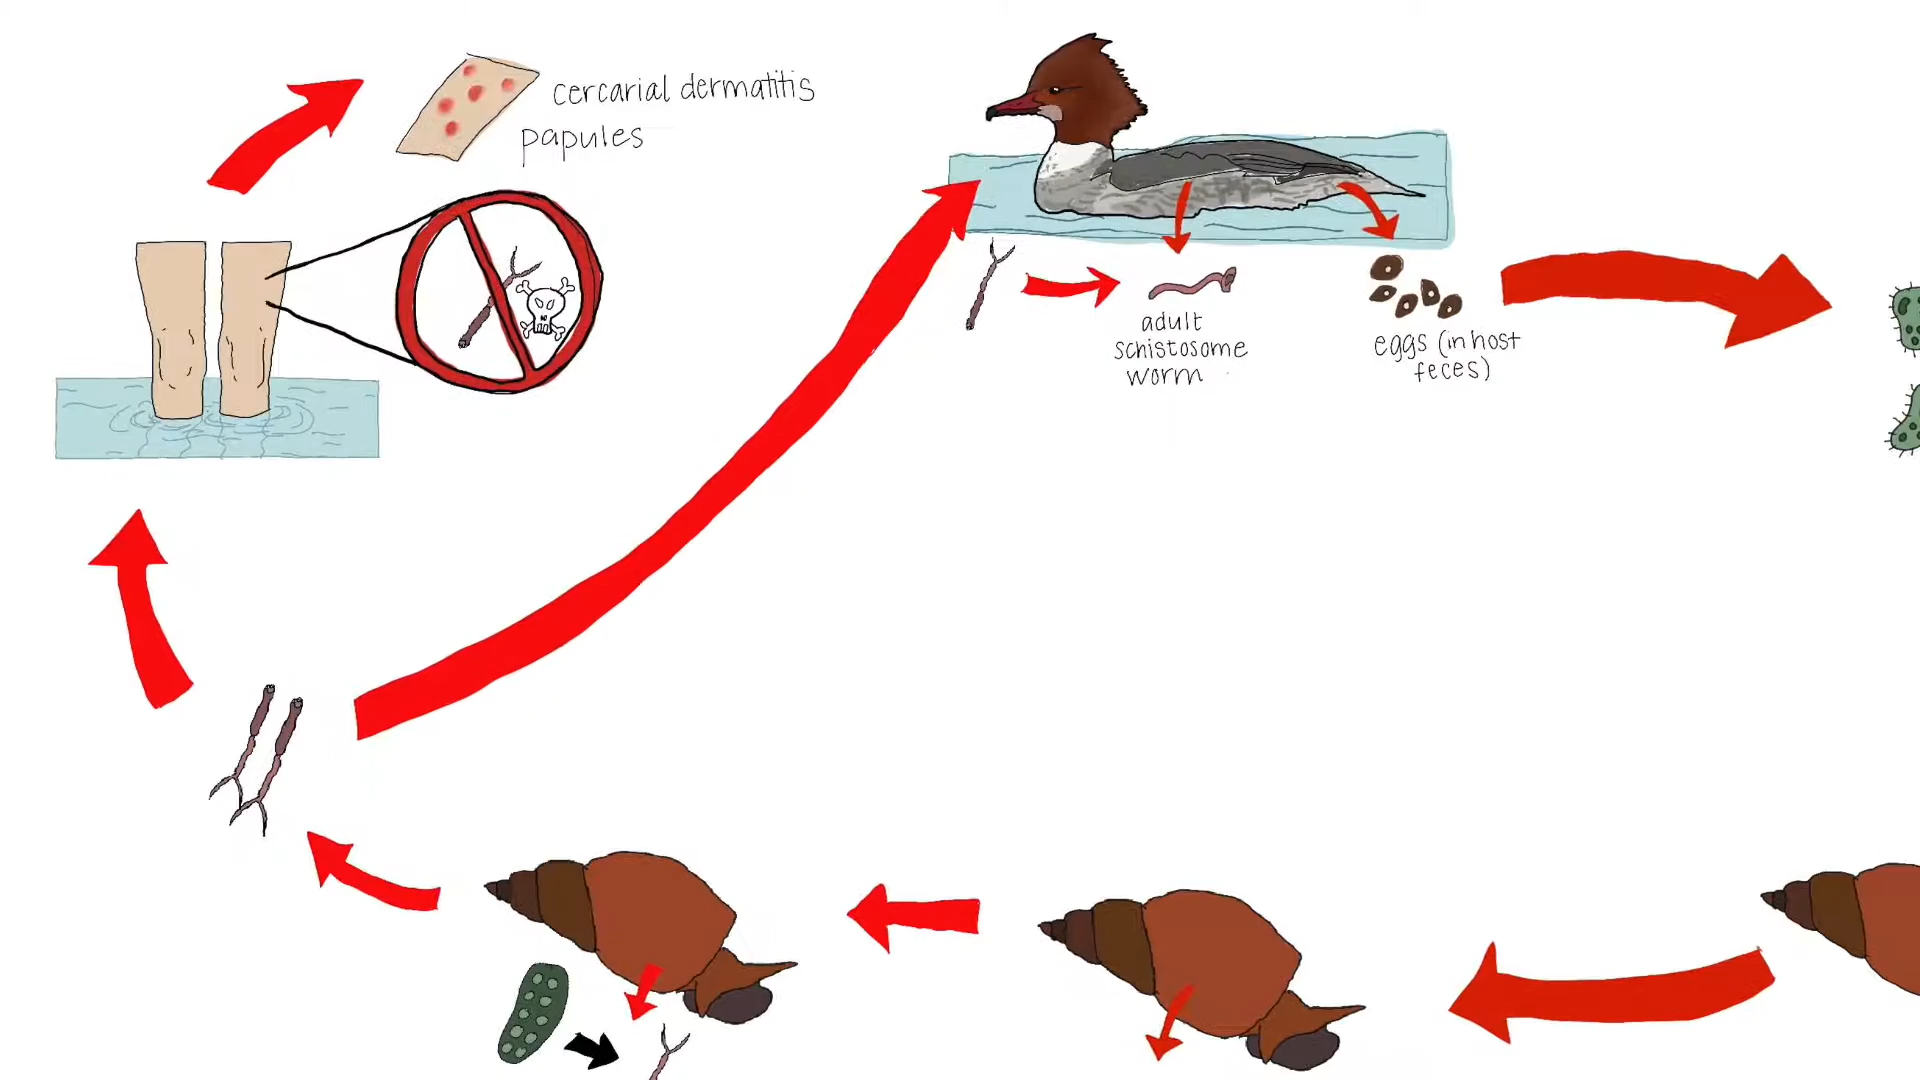 cercarial dermatitis
papules
adult
schistosome
worm
eggs (in host
feces)